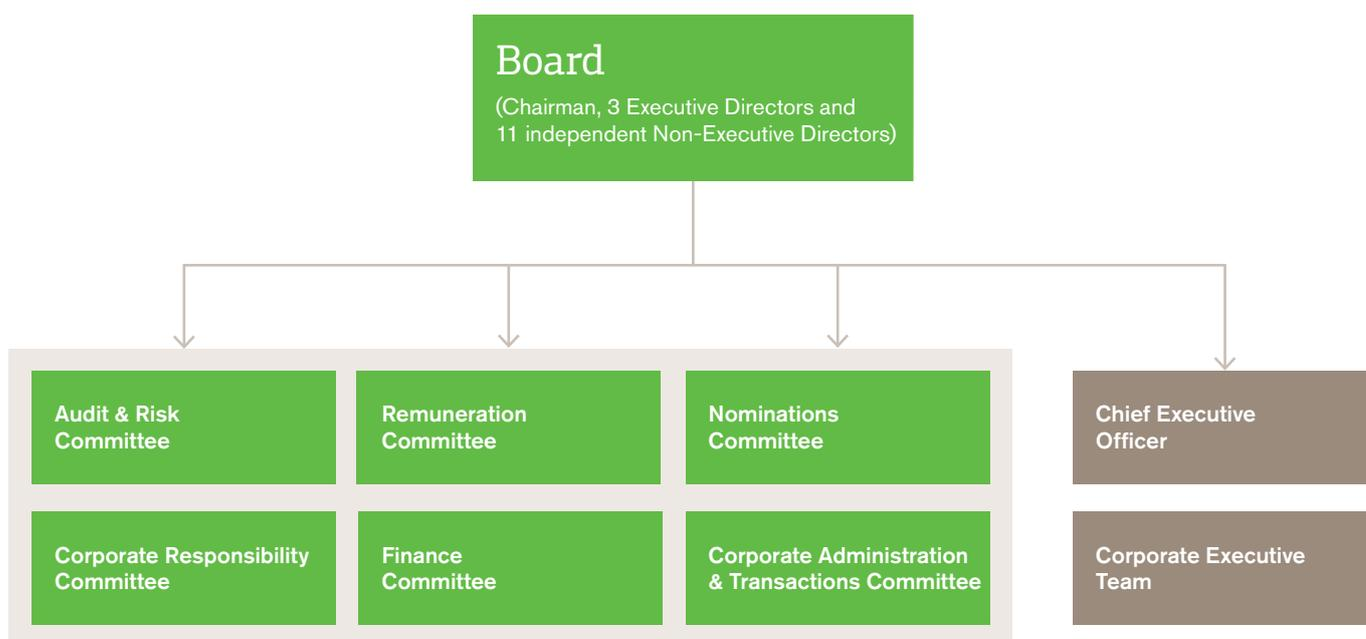 Board
(Chairman, 3 Executive Directors and
11 independent Non-Executive Directors)
Audit & Risk
Committee
Remuneration
Committee
Nominations
Committee
Chief Executive
Officer
Corporate Responsibility
Committee
Finance
Committee
Corporate Administration
& Transactions Committee
Corporate Executive
Team